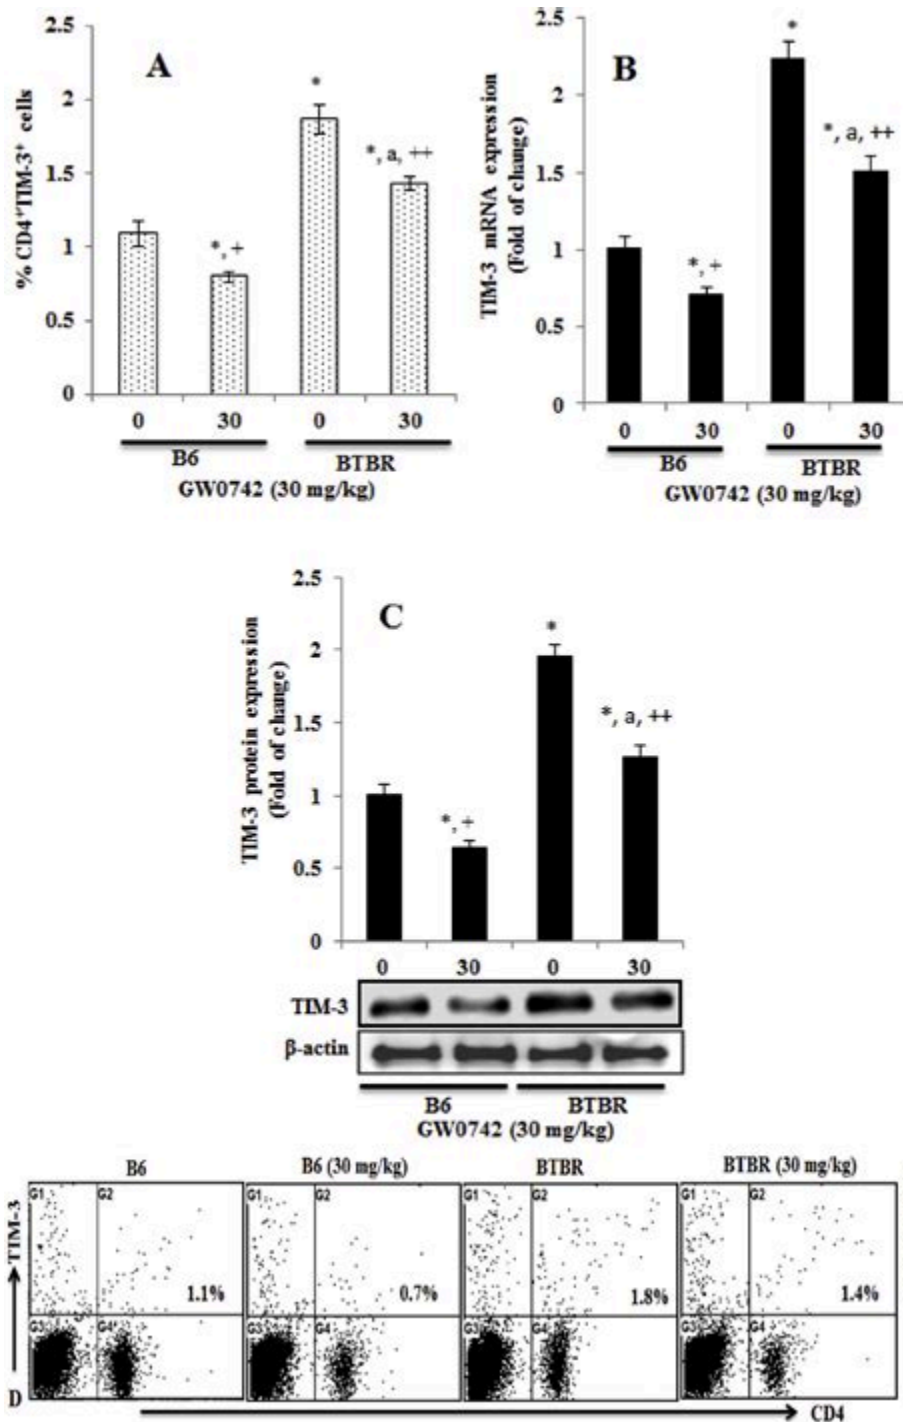 A
% CD4⁺TIM-3⁺ cells
2.5
2
1.5
1
0.5
0
*, +
*
*, a, ++
0 30 0 30
B6 BTBR
GW0742 (30 mg/kg)
B
TIM-3 mRNA expression
(Fold of change)
2.5
2
1.5
1
0.5
0
*, +
*
*, a, ++
0 30 0 30
B6 BTBR
GW0742 (30 mg/kg)
C
TIM-3 protein expression
(Fold of change)
2.5
2
1.5
1
0.5
0
*, +
*
*, a, ++
0 30 0 30
TIM-3
β-actin
B6 BTBR
GW0742 (30 mg/kg)
B6 B6 (30 mg/kg) BTBR BTBR (30 mg/kg)
TIM-3
G1 G2 G1 G2 G1 G2 G1 G2
1.1% 0.7% 1.8% 1.4%
G3 G4 G3 G4 G3 G4 G3 G4
D
CD4